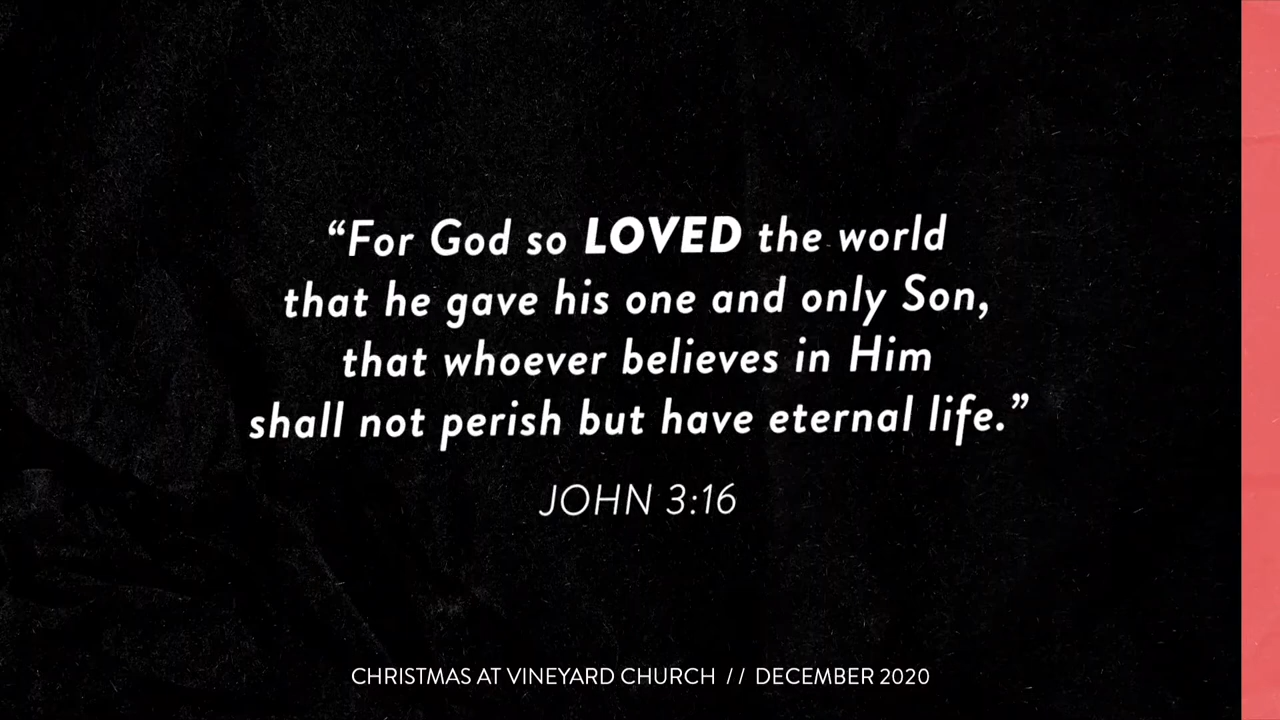 “For God so LOVED the world
that he gave his one and only Son,
that whoever believes in Him
shall not perish but have eternal life.”
JOHN 3:16
CHRISTMAS AT VINEYARD CHURCH // DECEMBER 2020